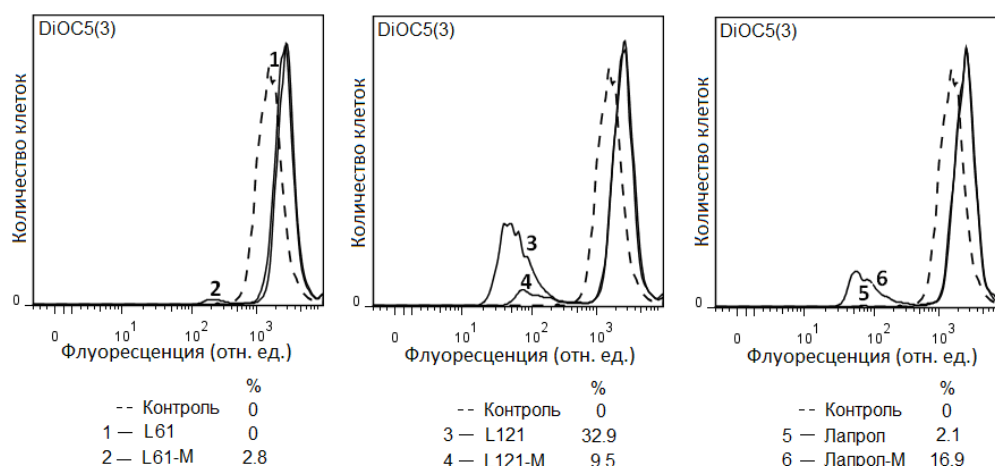 DiOC5(3)
Количество клеток
1
2
0
0 10¹ 10² 10³
Флуоресценция (отн. ед.)
%
-- Контроль 0
1 — L61 0
2 — L61-M 2.8
DiOC5(3)
Количество клеток
3
4
0
0 10¹ 10² 10³
Флуоресценция (отн. ед.)
%
-- Контроль 0
3 — L121 32.9
4 — L121-M 9.5
DiOC5(3)
Количество клеток
6
5
0
0 10¹ 10² 10³
Флуоресценция (отн. ед.)
%
-- Контроль 0
5 — Лапрол 2.1
6 — Лапрол-М 16.9